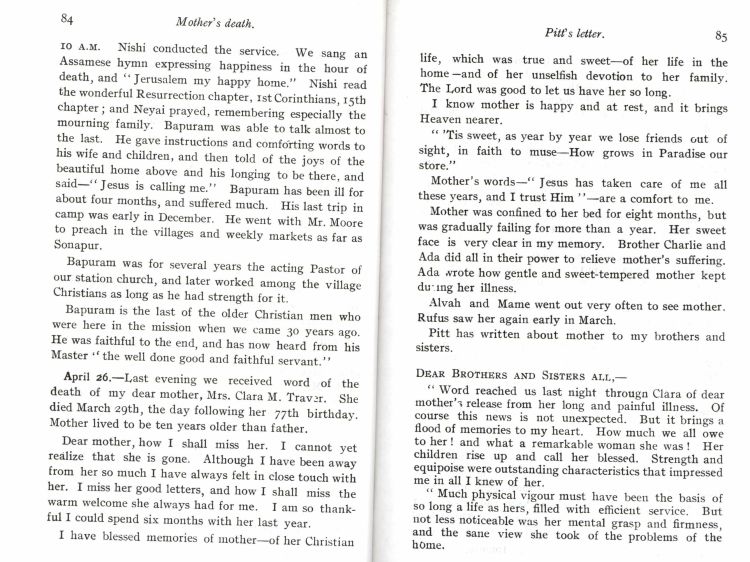 84 Mother's death.
10 A.M. Nishi conducted the service. We sang an
Assamese hymn expressing happiness in the hour of
death, and "Jerusalem my happy home." Nishi read
the wonderful Resurrection chapter, 1st Corinthians, 15th
chapter; and Neyai prayed, remembering especially the
mourning family. Bapuram was able to talk almost to
the last. He gave instructions and comforting words to
his wife and children, and then told of the joys of the
beautiful home above and his longing to be there, and
said—"Jesus is calling me." Bapuram has been ill for
about four months, and suffered much. His last trip in
camp was early in December. He went with Mr. Moore
to preach in the villages and weekly markets as far as
Sonapur.
Bapuram was for several years the acting Pastor of
our station church, and later worked among the village
Christians as long as he had strength for it.
Bapuram is the last of the older Christian men who
were here in the mission when we came 30 years ago.
He was faithful to the end, and has now heard from his
Master "the well done good and faithful servant."
April 26.—Last evening we received word of the
death of my dear mother, Mrs. Clara M. Traver. She
died March 29th, the day following her 77th birthday.
Mother lived to be ten years older than father.
Dear mother, how I shall miss her. I cannot yet
realize that she is gone. Although I have been away
from her so much I have always felt in close touch with
her. I miss her good letters, and how I shall miss the
warm welcome she always had for me. I am so thank-
ful I could spend six months with her last year.
I have blessed memories of mother—of her Christian
Pitt's letter. 85
life, which was true and sweet—of her life in the
home—and of her unselfish devotion to her family.
The Lord was good to let us have her so long.
I know mother is happy and at rest, and it brings
Heaven nearer.
"'Tis sweet, as year by year we lose friends out of
sight, in faith to muse—How grows in Paradise our
store."
Mother's words—"Jesus has taken care of me all
these years, and I trust Him"—are a comfort to me.
Mother was confined to her bed for eight months, but
was gradually failing for more than a year. Her sweet
face is very clear in my memory. Brother Charlie and
Ada did all in their power to relieve mother's suffering.
Ada wrote how gentle and sweet-tempered mother kept
during her illness.
Alvah and Mame went out very often to see mother.
Rufus saw her again early in March.
Pitt has written about mother to my brothers and
sisters.
DEAR BROTHERS AND SISTERS ALL,—
"Word reached us last night through Clara of dear
mother's release from her long and painful illness. Of
course this news is not unexpected. But it brings a
flood of memories to my heart. How much we all owe
to her! and what a remarkable woman she was! Her
children rise up and call her blessed. Strength and
equipoise were outstanding characteristics that impressed
me in all I knew of her.
"Much physical vigour must have been the basis of
so long a life as hers, filled with efficient service. But
not less noticeable was her mental grasp and firmness,
and the sane view she took of the problems of the
home.